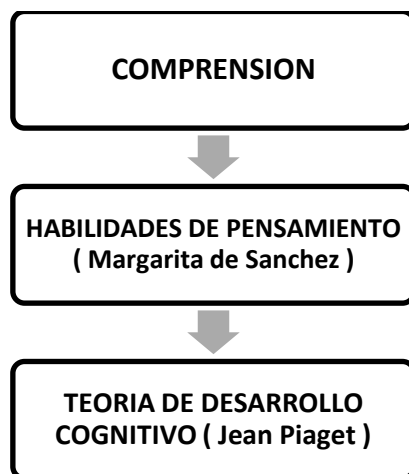 COMPRENSION
HABILIDADES DE PENSAMIENTO
( Margarita de Sanchez )
TEORIA DE DESARROLLO
COGNITIVO ( Jean Piaget )